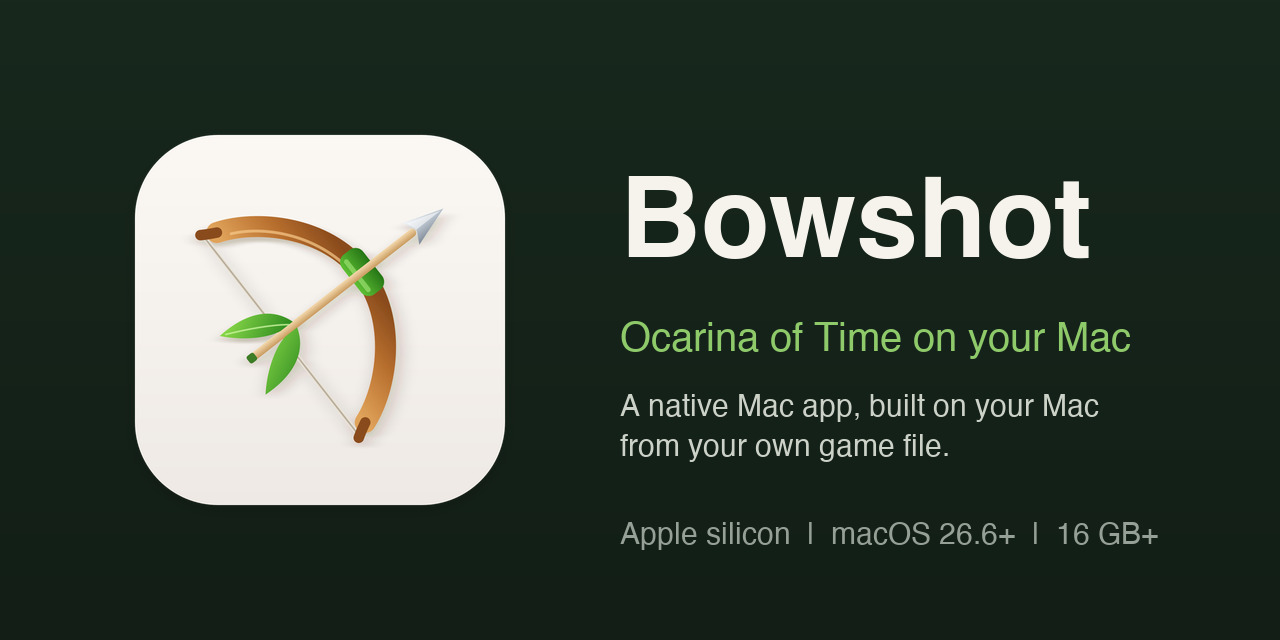 Bowshot
Ocarina of Time on your Mac
A native Mac app, built on your Mac
from your own game file.
Apple silicon | macOS 26.6+ | 16 GB+